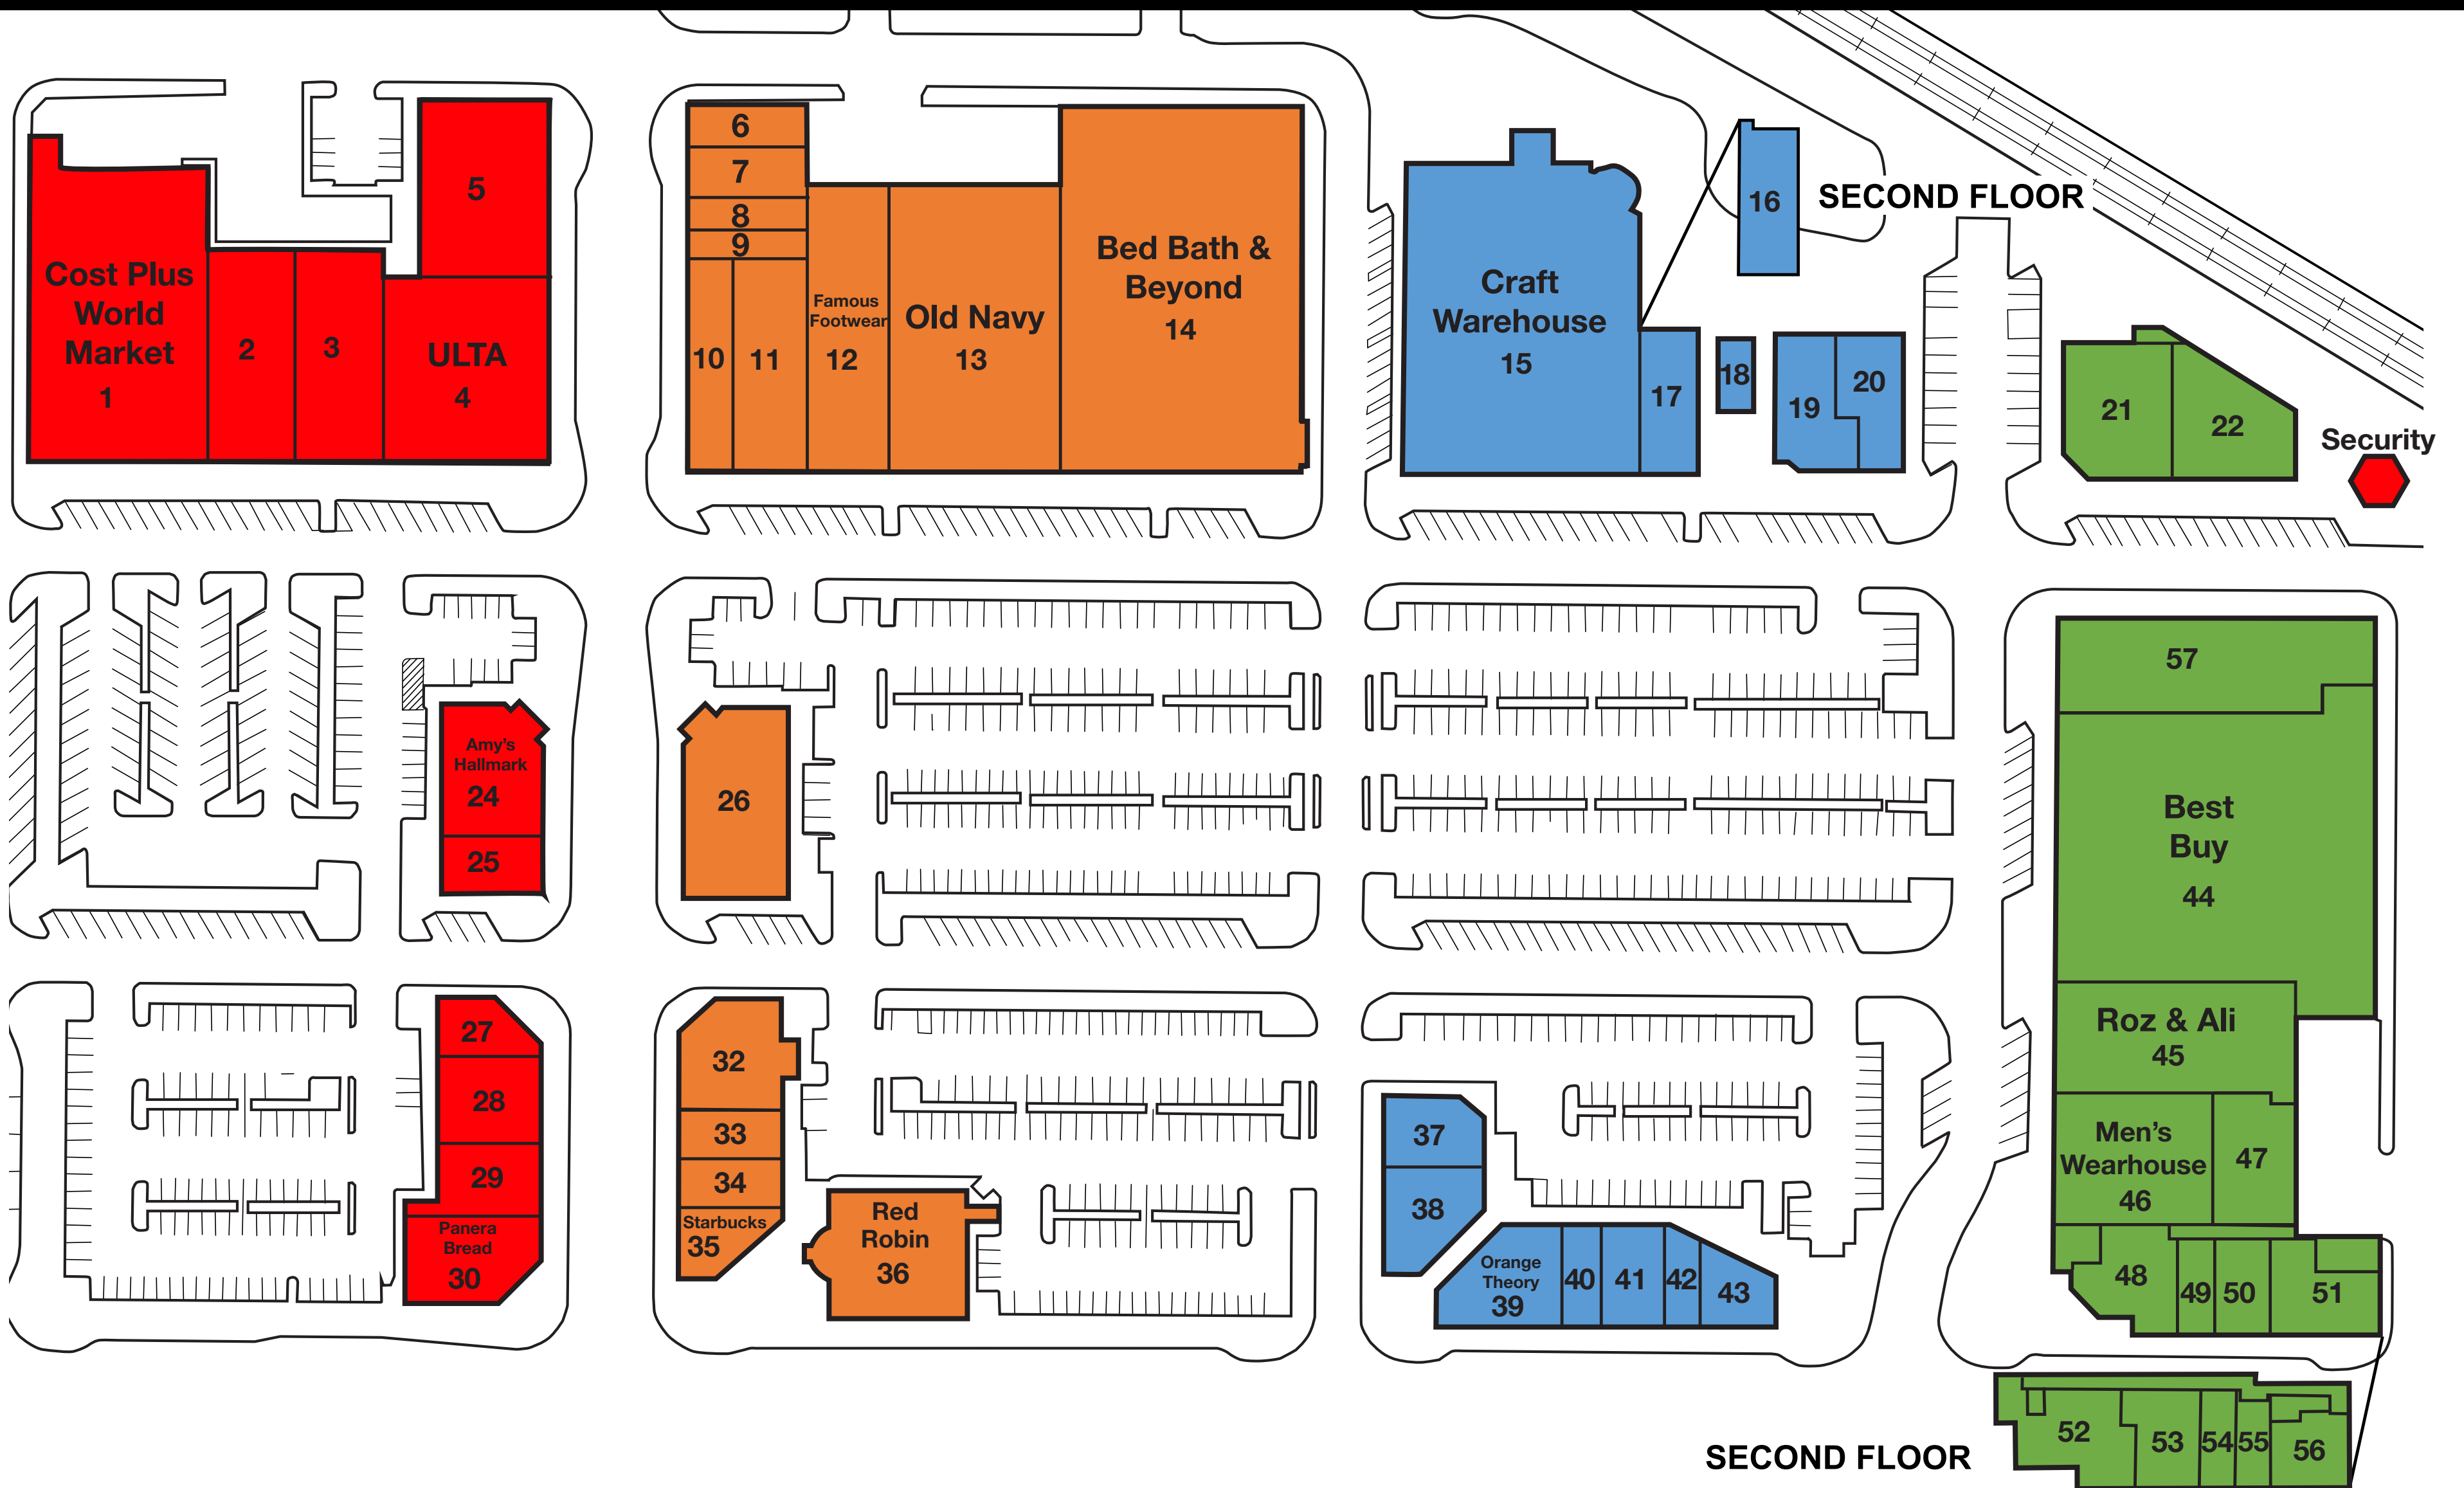 Cost Plus
World
Market
1
2
3
ULTA
4
5
6
7
8
9
10
11
Famous
Footwear
12
Old Navy
13
Bed Bath &
Beyond
14
Craft
Warehouse
15
16
SECOND FLOOR
17
18
19
20
21
22
Security
Amy's
Hallmark
24
25
26
57
Best
Buy
44
27
28
29
Panera
Bread
30
32
33
34
Starbucks
35
Red
Robin
36
37
38
Orange
Theory
39
40
41
42
43
Roz & Ali
45
Men's
Wearhouse
46
47
48
49
50
51
SECOND FLOOR
52
53
54
55
56